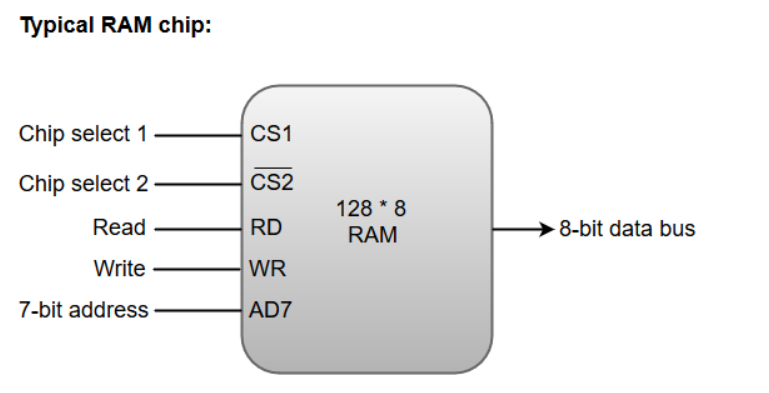 Typical RAM chip:
Chip select 1
CS1
Chip select 2
C̅S̅2̅
Read
RD
128 * 8
RAM
8-bit data bus
Write
WR
7-bit address
AD7